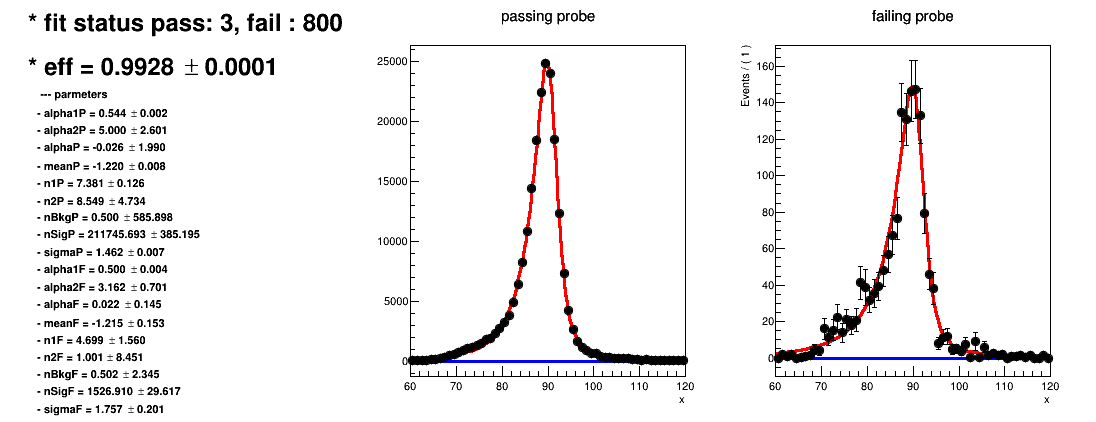 * fit status pass: 3, fail : 800
* eff = 0.9928 ± 0.0001
--- parmeters
- alpha1P = 0.544 ± 0.002
- alpha2P = 5.000 ± 2.601
- alphaP = -0.026 ± 1.990
- meanP = -1.220 ± 0.008
- n1P = 7.381 ± 0.126
- n2P = 8.549 ± 4.734
- nBkgP = 0.500 ± 585.898
- nSigP = 211745.693 ± 385.195
- sigmaP = 1.462 ± 0.007
- alpha1F = 0.500 ± 0.004
- alpha2F = 3.162 ± 0.701
- alphaF = 0.022 ± 0.145
- meanF = -1.215 ± 0.153
- n1F = 4.699 ± 1.560
- n2F = 1.001 ± 8.451
- nBkgF = 0.502 ± 2.345
- nSigF = 1526.910 ± 29.617
- sigmaF = 1.757 ± 0.201
passing probe
25000
20000
15000
10000
5000
0
60 70 80 90 100 110 120
x
failing probe
Events / ( 1 )
160
140
120
100
80
60
40
20
0
60 70 80 90 100 110 120
x